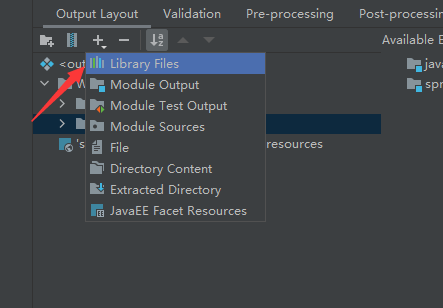 Output Layout Validation Pre-processing Post-processing
Available
<out
Library Files
java
W
Module Output
spr
Module Test Output
Module Sources
's
File
resources
Directory Content
Extracted Directory
JavaEE Facet Resources